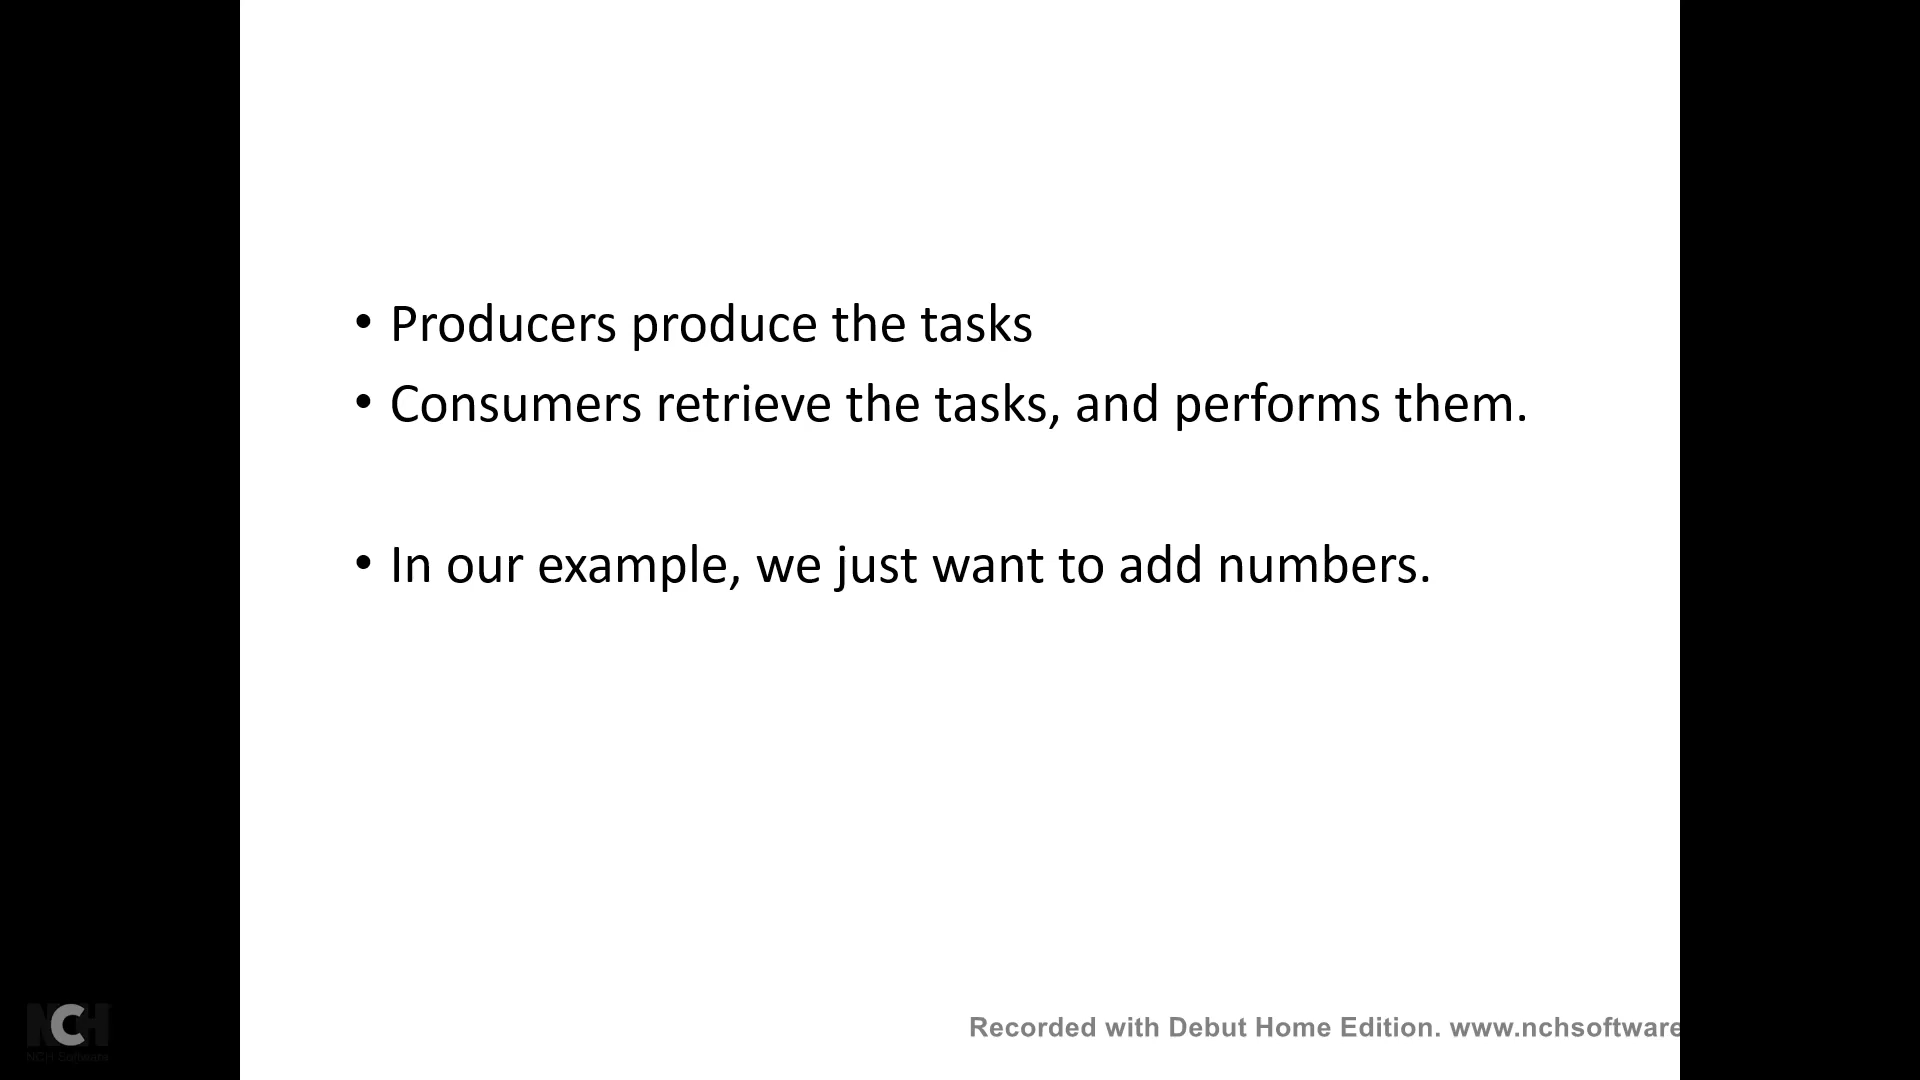 • Producers produce the tasks
• Consumers retrieve the tasks, and performs them.
• In our example, we just want to add numbers.
Recorded with Debut Home Edition. www.nchsoftware
NCH
NCH Software